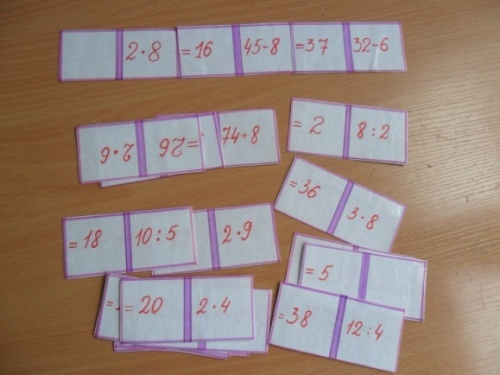 2·8 =16 45-8 =37 32-6
=26 2·9 74+8
=2 8:2
=36 3·8
=18 10:5 2·9
=5
=20 2·4
=38 12:4